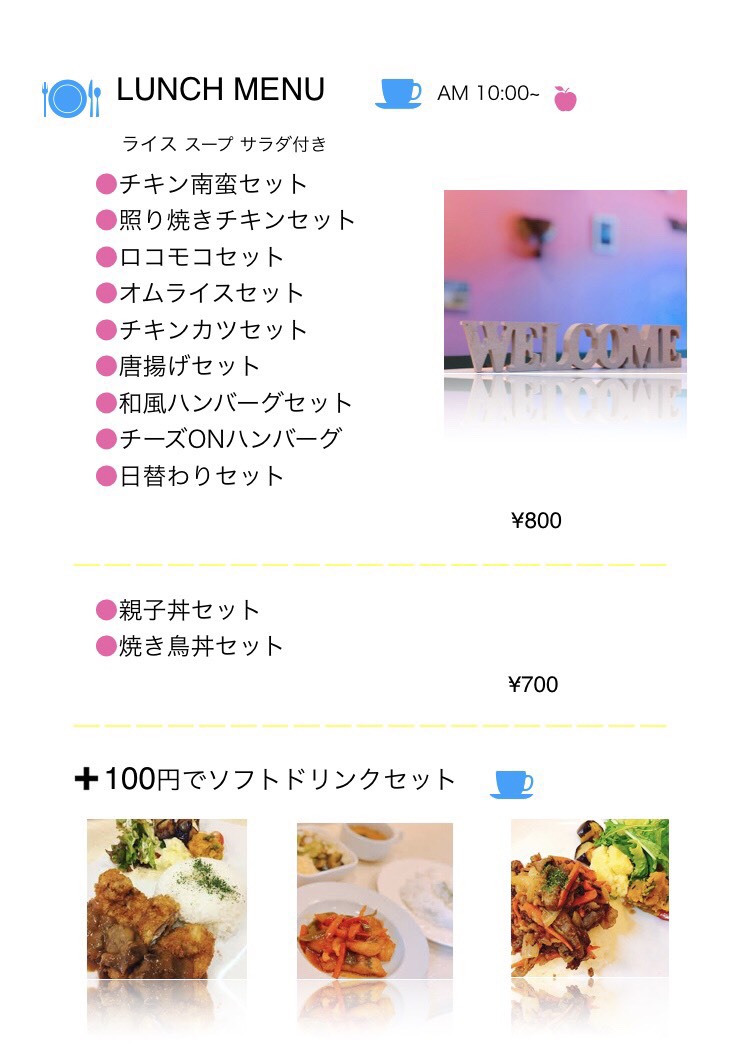 LUNCH MENU
AM 10:00~
ライス スープ サラダ付き
●チキン南蛮セット
●照り焼きチキンセット
●ロコモコセット
●オムライスセット
●チキンカツセット
●唐揚げセット
●和風ハンバーグセット
●チーズONハンバーグ
●日替わりセット
WELCOME
¥800
●親子丼セット
●焼き鳥丼セット
¥700
+100円でソフトドリンクセット